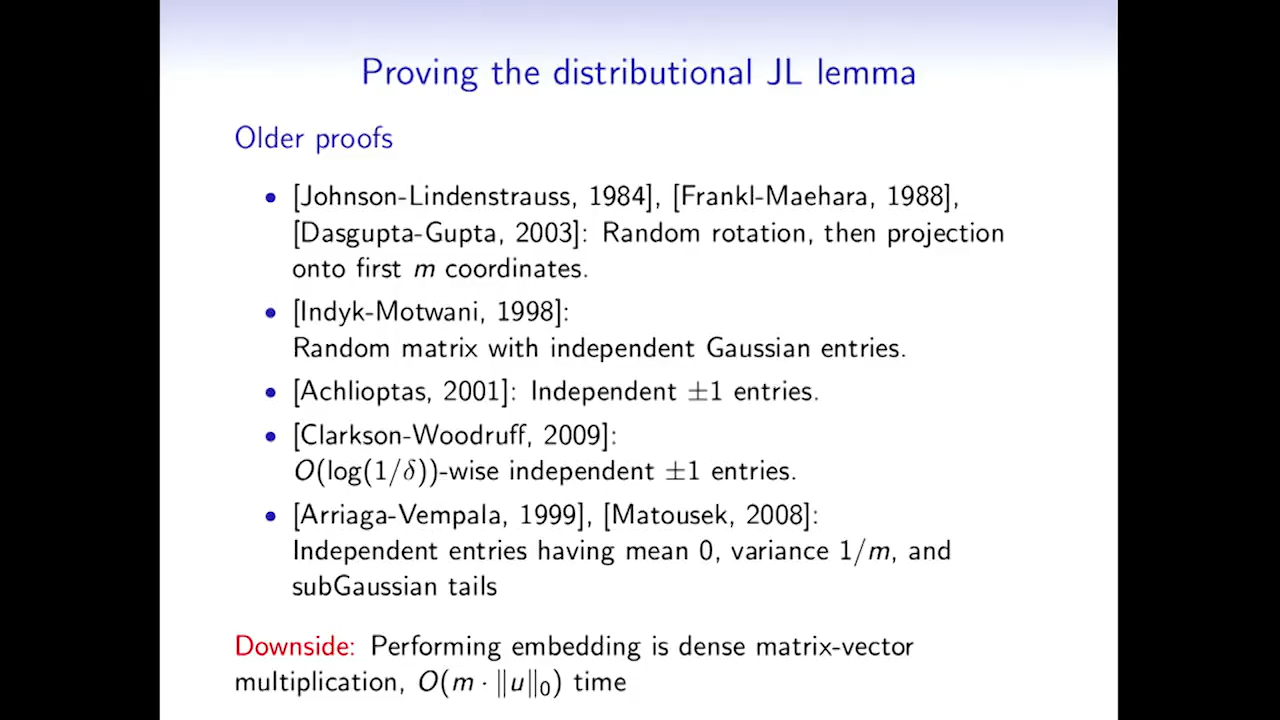 Proving the distributional JL lemma
Older proofs
• [Johnson-Lindenstrauss, 1984], [Frankl-Maehara, 1988],
[Dasgupta-Gupta, 2003]: Random rotation, then projection
onto first m coordinates.
• [Indyk-Motwani, 1998]:
Random matrix with independent Gaussian entries.
• [Achlioptas, 2001]: Independent ±1 entries.
• [Clarkson-Woodruff, 2009]:
O(log(1/δ))-wise independent ±1 entries.
• [Arriaga-Vempala, 1999], [Matousek, 2008]:
Independent entries having mean 0, variance 1/m, and
subGaussian tails
Downside: Performing embedding is dense matrix-vector
multiplication, O(m · ‖u‖₀) time